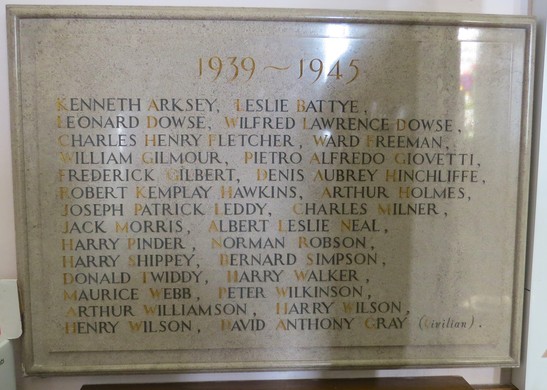 1939 ~ 1945
KENNETH ARKSEY, LESLIE BATTYE,
LEONARD DOWSE, WILFRED LAWRENCE DOWSE,
CHARLES HENRY FLETCHER, WARD FREEMAN,
WILLIAM GILMOUR, PIETRO ALFREDO GIOVETTI,
FREDERICK GILBERT, DENIS AUBREY HINCHLIFFE,
ROBERT KEMPLAY HAWKINS, ARTHUR HOLMES,
JOSEPH PATRICK LEDDY, CHARLES MILNER,
JACK MORRIS, ALBERT LESLIE NEAL,
HARRY PINDER, NORMAN ROBSON,
HARRY SHIPPEY, BERNARD SIMPSON,
DONALD TWIDDY, HARRY WALKER,
MAURICE WEBB, PETER WILKINSON,
ARTHUR WILLIAMSON, HARRY WILSON,
HENRY WILSON, DAVID ANTHONY GRAY (Civilian).